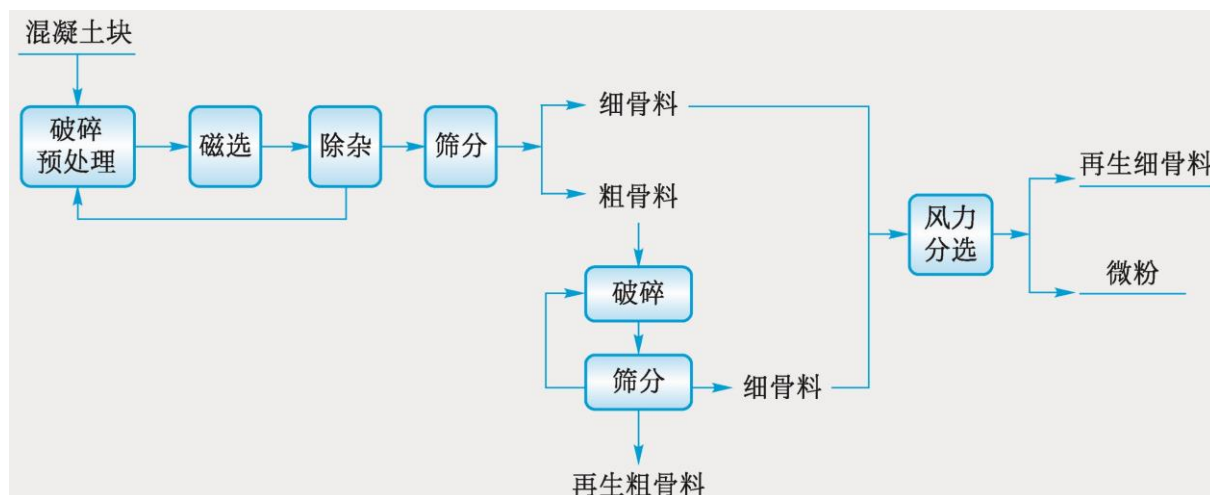 混凝土块
破碎
预处理
磁选
除杂
筛分
细骨料
粗骨料
破碎
筛分
细骨料
再生粗骨料
风力
分选
再生细骨料
微粉